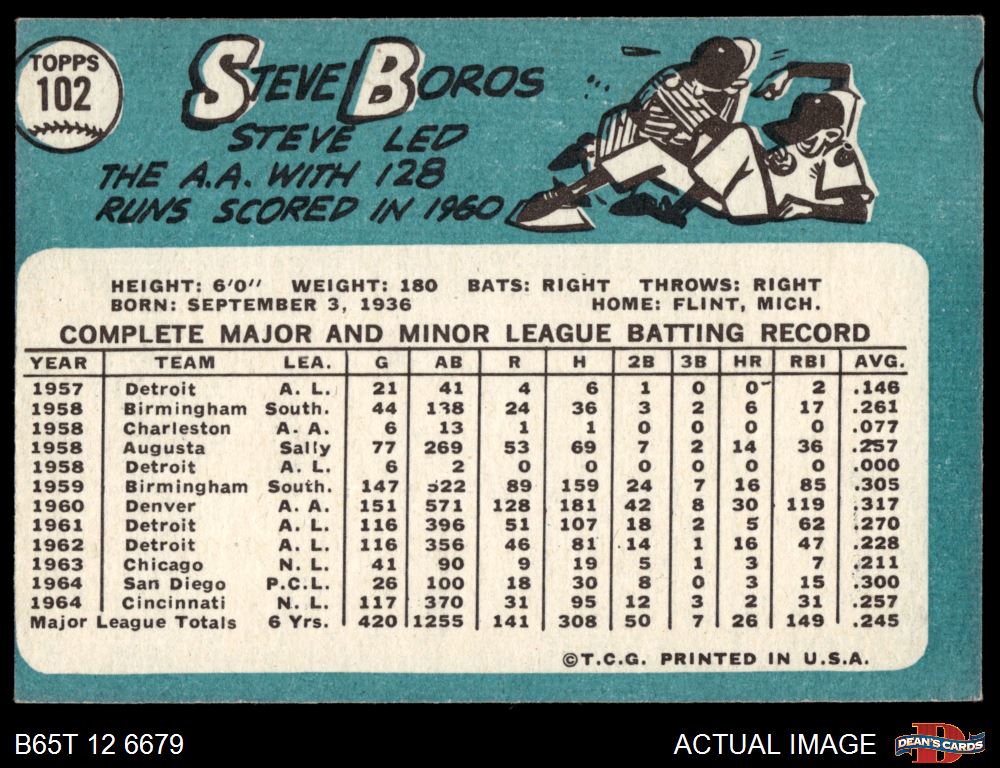 TOPPS
102
STEVE BOROS
STEVE LED
THE A.A. WITH 128
RUNS SCORED IN 1960
HEIGHT: 6'0" WEIGHT: 180 BATS: RIGHT THROWS: RIGHT
BORN: SEPTEMBER 3, 1936 HOME: FLINT, MICH.
COMPLETE MAJOR AND MINOR LEAGUE BATTING RECORD
YEAR TEAM LEA. G AB R H 2B 3B HR RBI AVG.
1957 Detroit A. L. 21 41 4 6 1 0 0 2 .146
1958 Birmingham South. 44 138 24 36 3 2 6 17 .261
1958 Charleston A. A. 6 13 1 1 0 0 0 0 .077
1958 Augusta Sally 77 269 53 69 7 2 14 36 .257
1958 Detroit A. L. 6 2 0 0 0 0 0 0 .000
1959 Birmingham South. 147 522 89 159 24 7 16 85 .305
1960 Denver A. A. 151 571 128 181 42 8 30 119 .317
1961 Detroit A. L. 116 396 51 107 18 2 5 62 .270
1962 Detroit A. L. 116 356 46 81 14 1 16 47 .228
1963 Chicago N. L. 41 90 9 19 5 1 3 7 .211
1964 San Diego P.C.L. 26 100 18 30 8 0 3 15 .300
1964 Cincinnati N. L. 117 370 31 95 12 3 2 31 .257
Major League Totals 6 Yrs. 420 1255 141 308 50 7 26 149 .245
©T.C.G. PRINTED IN U.S.A.
B65T 12 6679 ACTUAL IMAGE
D
DEAN'S CARDS